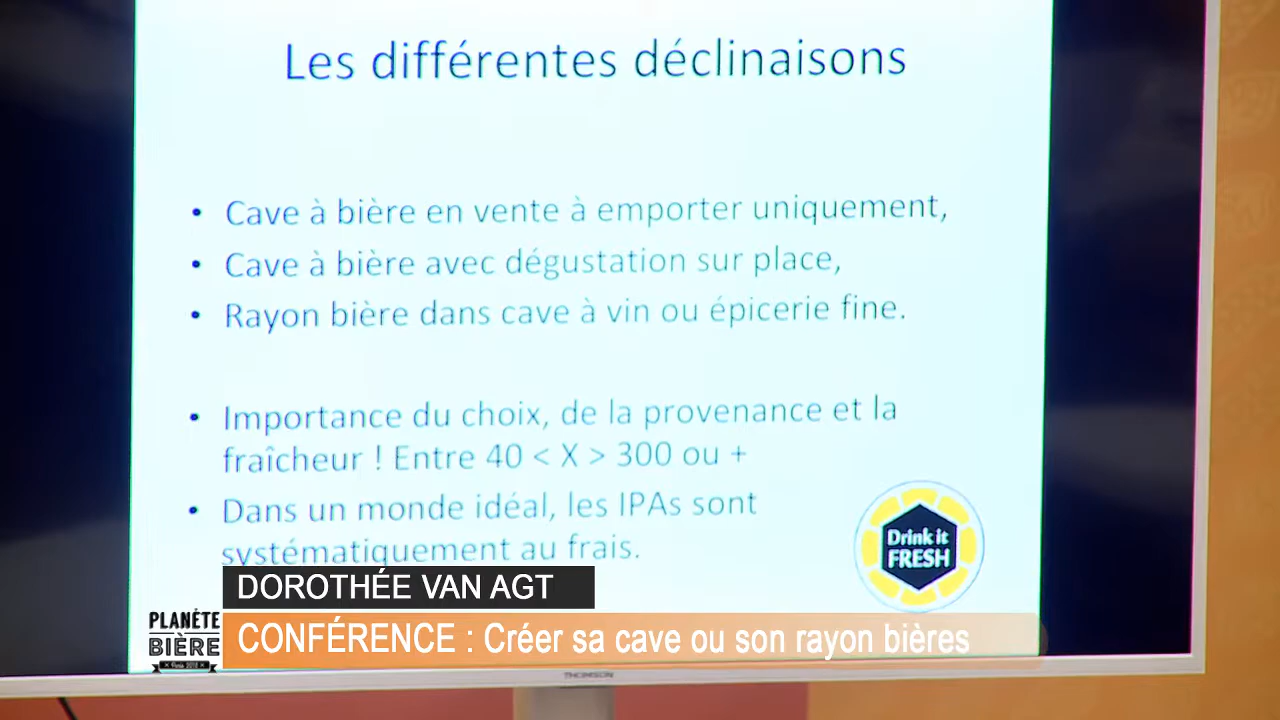 Les différentes déclinaisons
• Cave à bière en vente à emporter uniquement,
• Cave à bière avec dégustation sur place,
• Rayon bière dans cave à vin ou épicerie fine.
• Importance du choix, de la provenance et la
fraîcheur ! Entre 40 < X > 300 ou +
• Dans un monde idéal, les IPAs sont
systématiquement au frais.
Drink it
FRESH
DOROTHÉE VAN AGT
PLANÈTE
BIÈRE
CONFÉRENCE : Créer sa cave ou son rayon bières
THOMSON